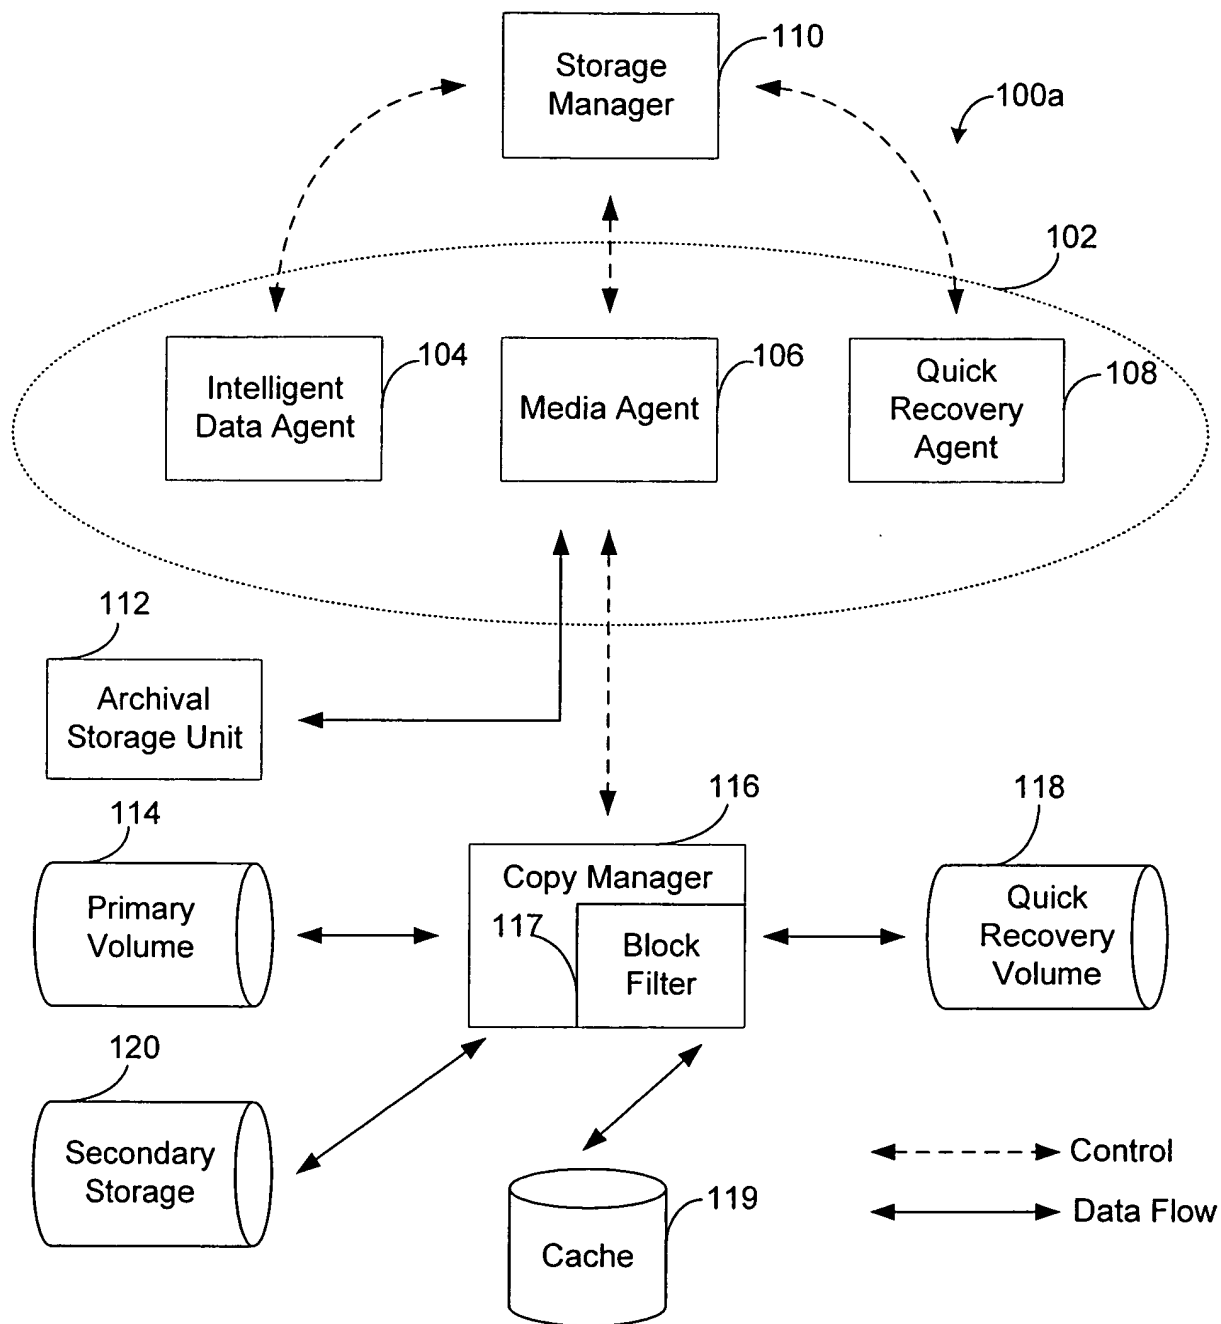 110
Storage
Manager
100a
102
104
Intelligent
Data Agent
106
Media Agent
108
Quick
Recovery
Agent
112
Archival
Storage Unit
114
Primary
Volume
116
Copy Manager
117
Block
Filter
118
Quick
Recovery
Volume
120
Secondary
Storage
119
Cache
Control
Data Flow